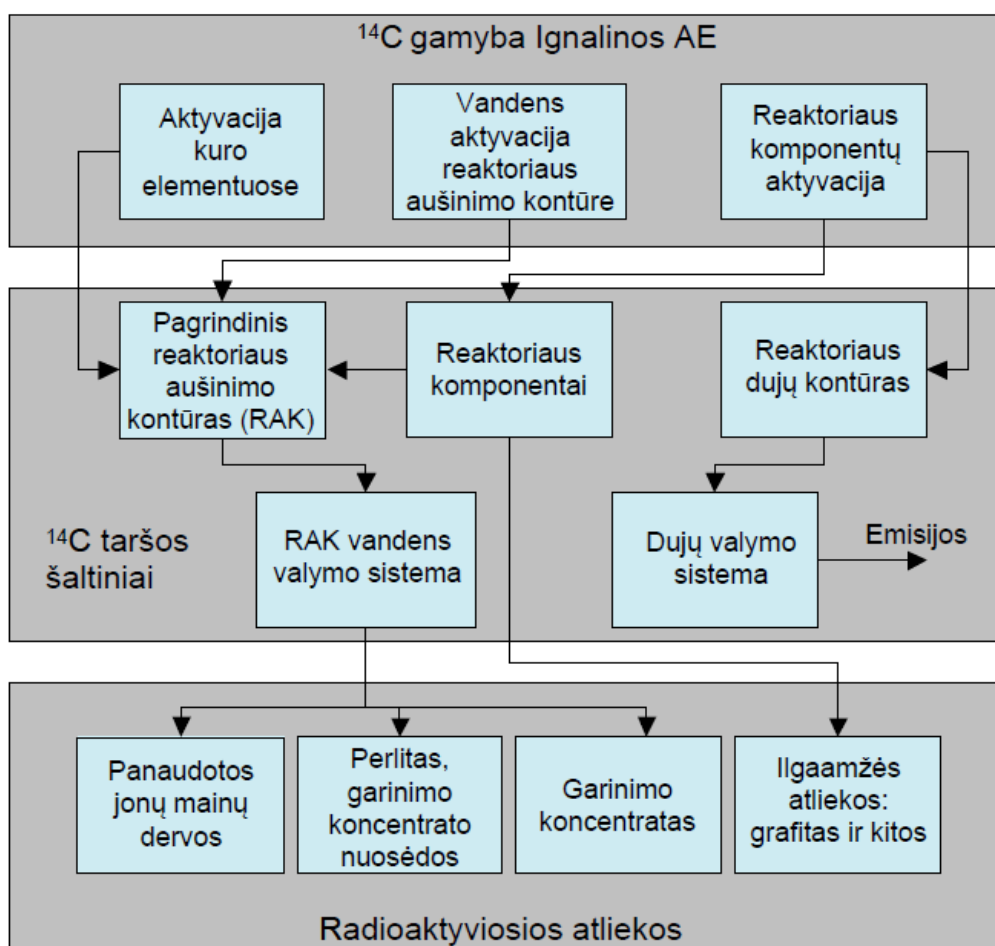 ¹⁴C gamyba Ignalinos AE
Aktyvacija
kuro
elementuose
Vandens
aktyvacija
reaktoriaus
aušinimo kontūre
Reaktoriaus
komponentų
aktyvacija
Pagrindinis
reaktoriaus
aušinimo
kontūras (RAK)
Reaktoriaus
komponentai
Reaktoriaus
dujų kontūras
¹⁴C taršos
šaltiniai
RAK vandens
valymo sistema
Dujų valymo
sistema
Emisijos
Panaudotos
jonų mainų
dervos
Perlitas,
garinimo
koncentrato
nuosėdos
Garinimo
koncentratas
Ilgaamžės
atliekos:
grafitas ir kitos
Radioaktyviosios atliekos